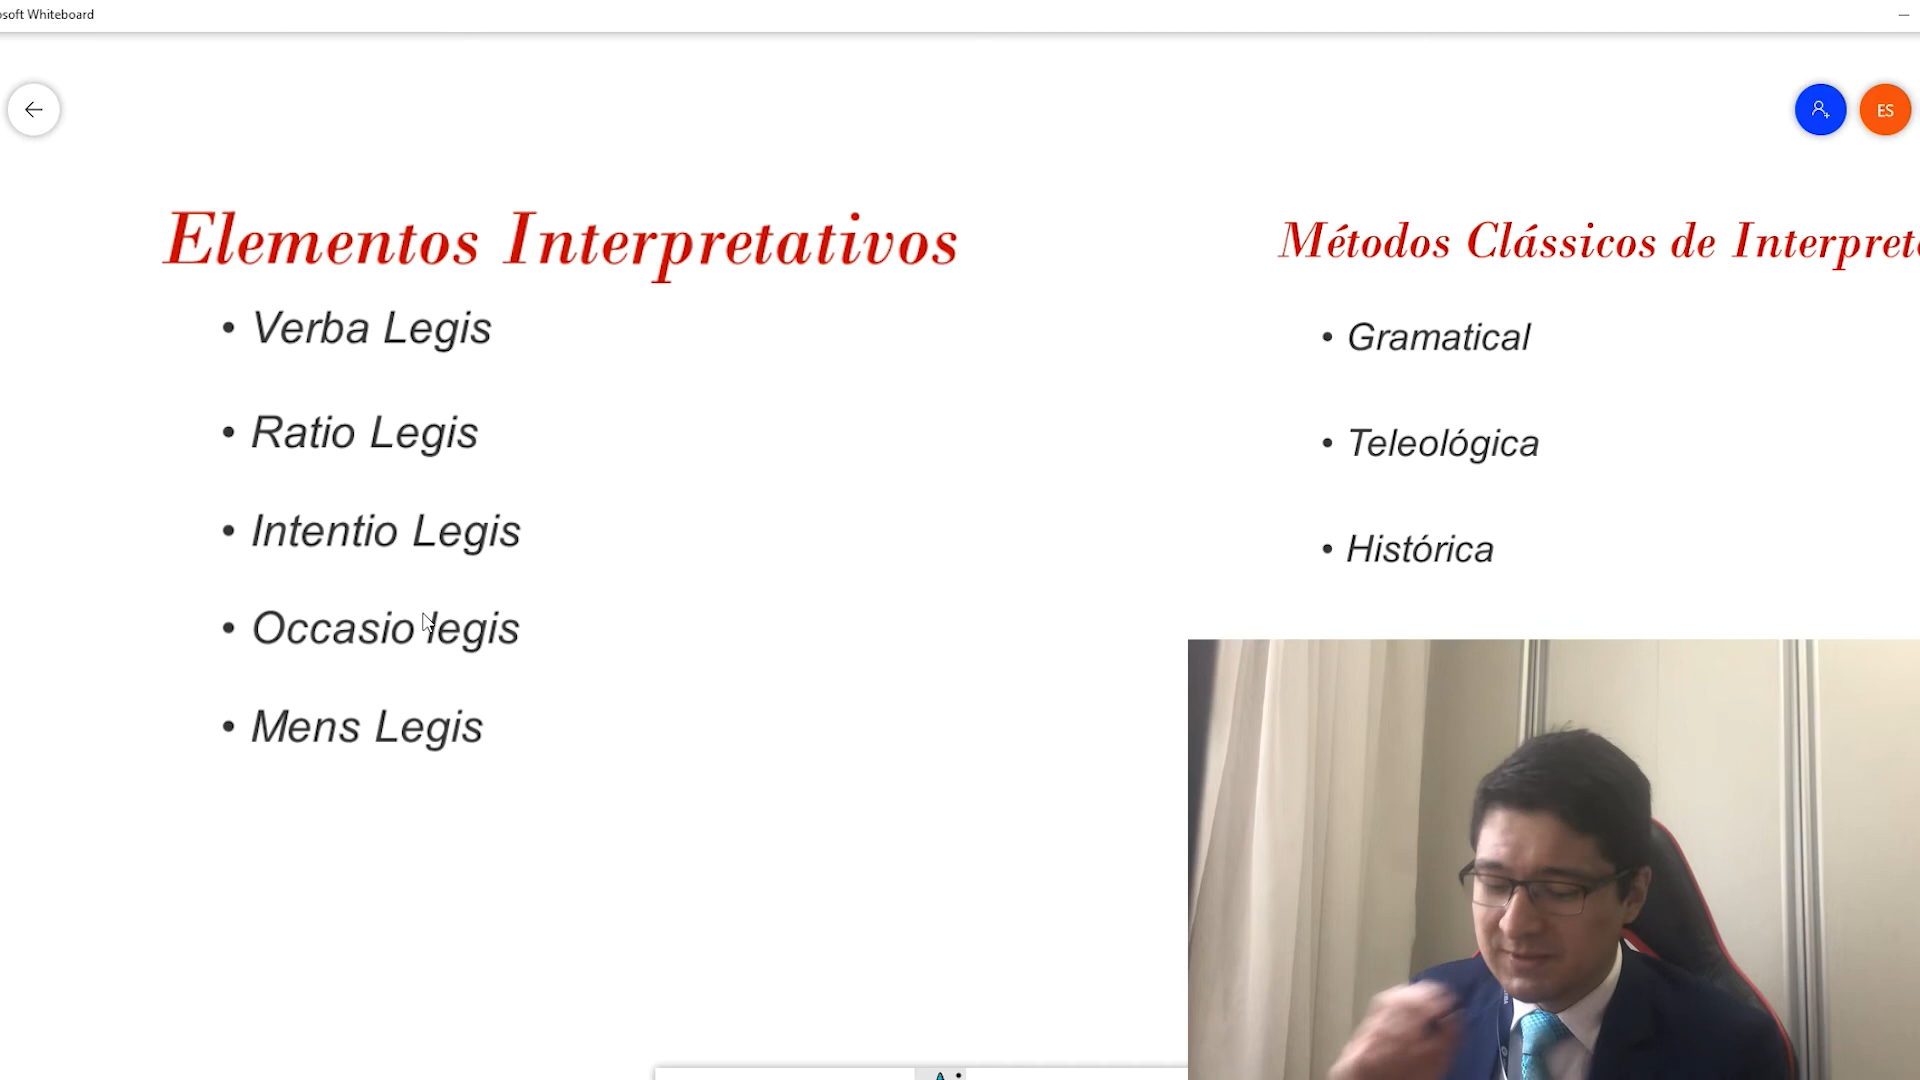 soft Whiteboard
ES
Elementos Interpretativos
• Verba Legis
• Ratio Legis
• Intentio Legis
• Occasio legis
• Mens Legis
Métodos Clássicos de Interpret
• Gramatical
• Teleológica
• Histórica